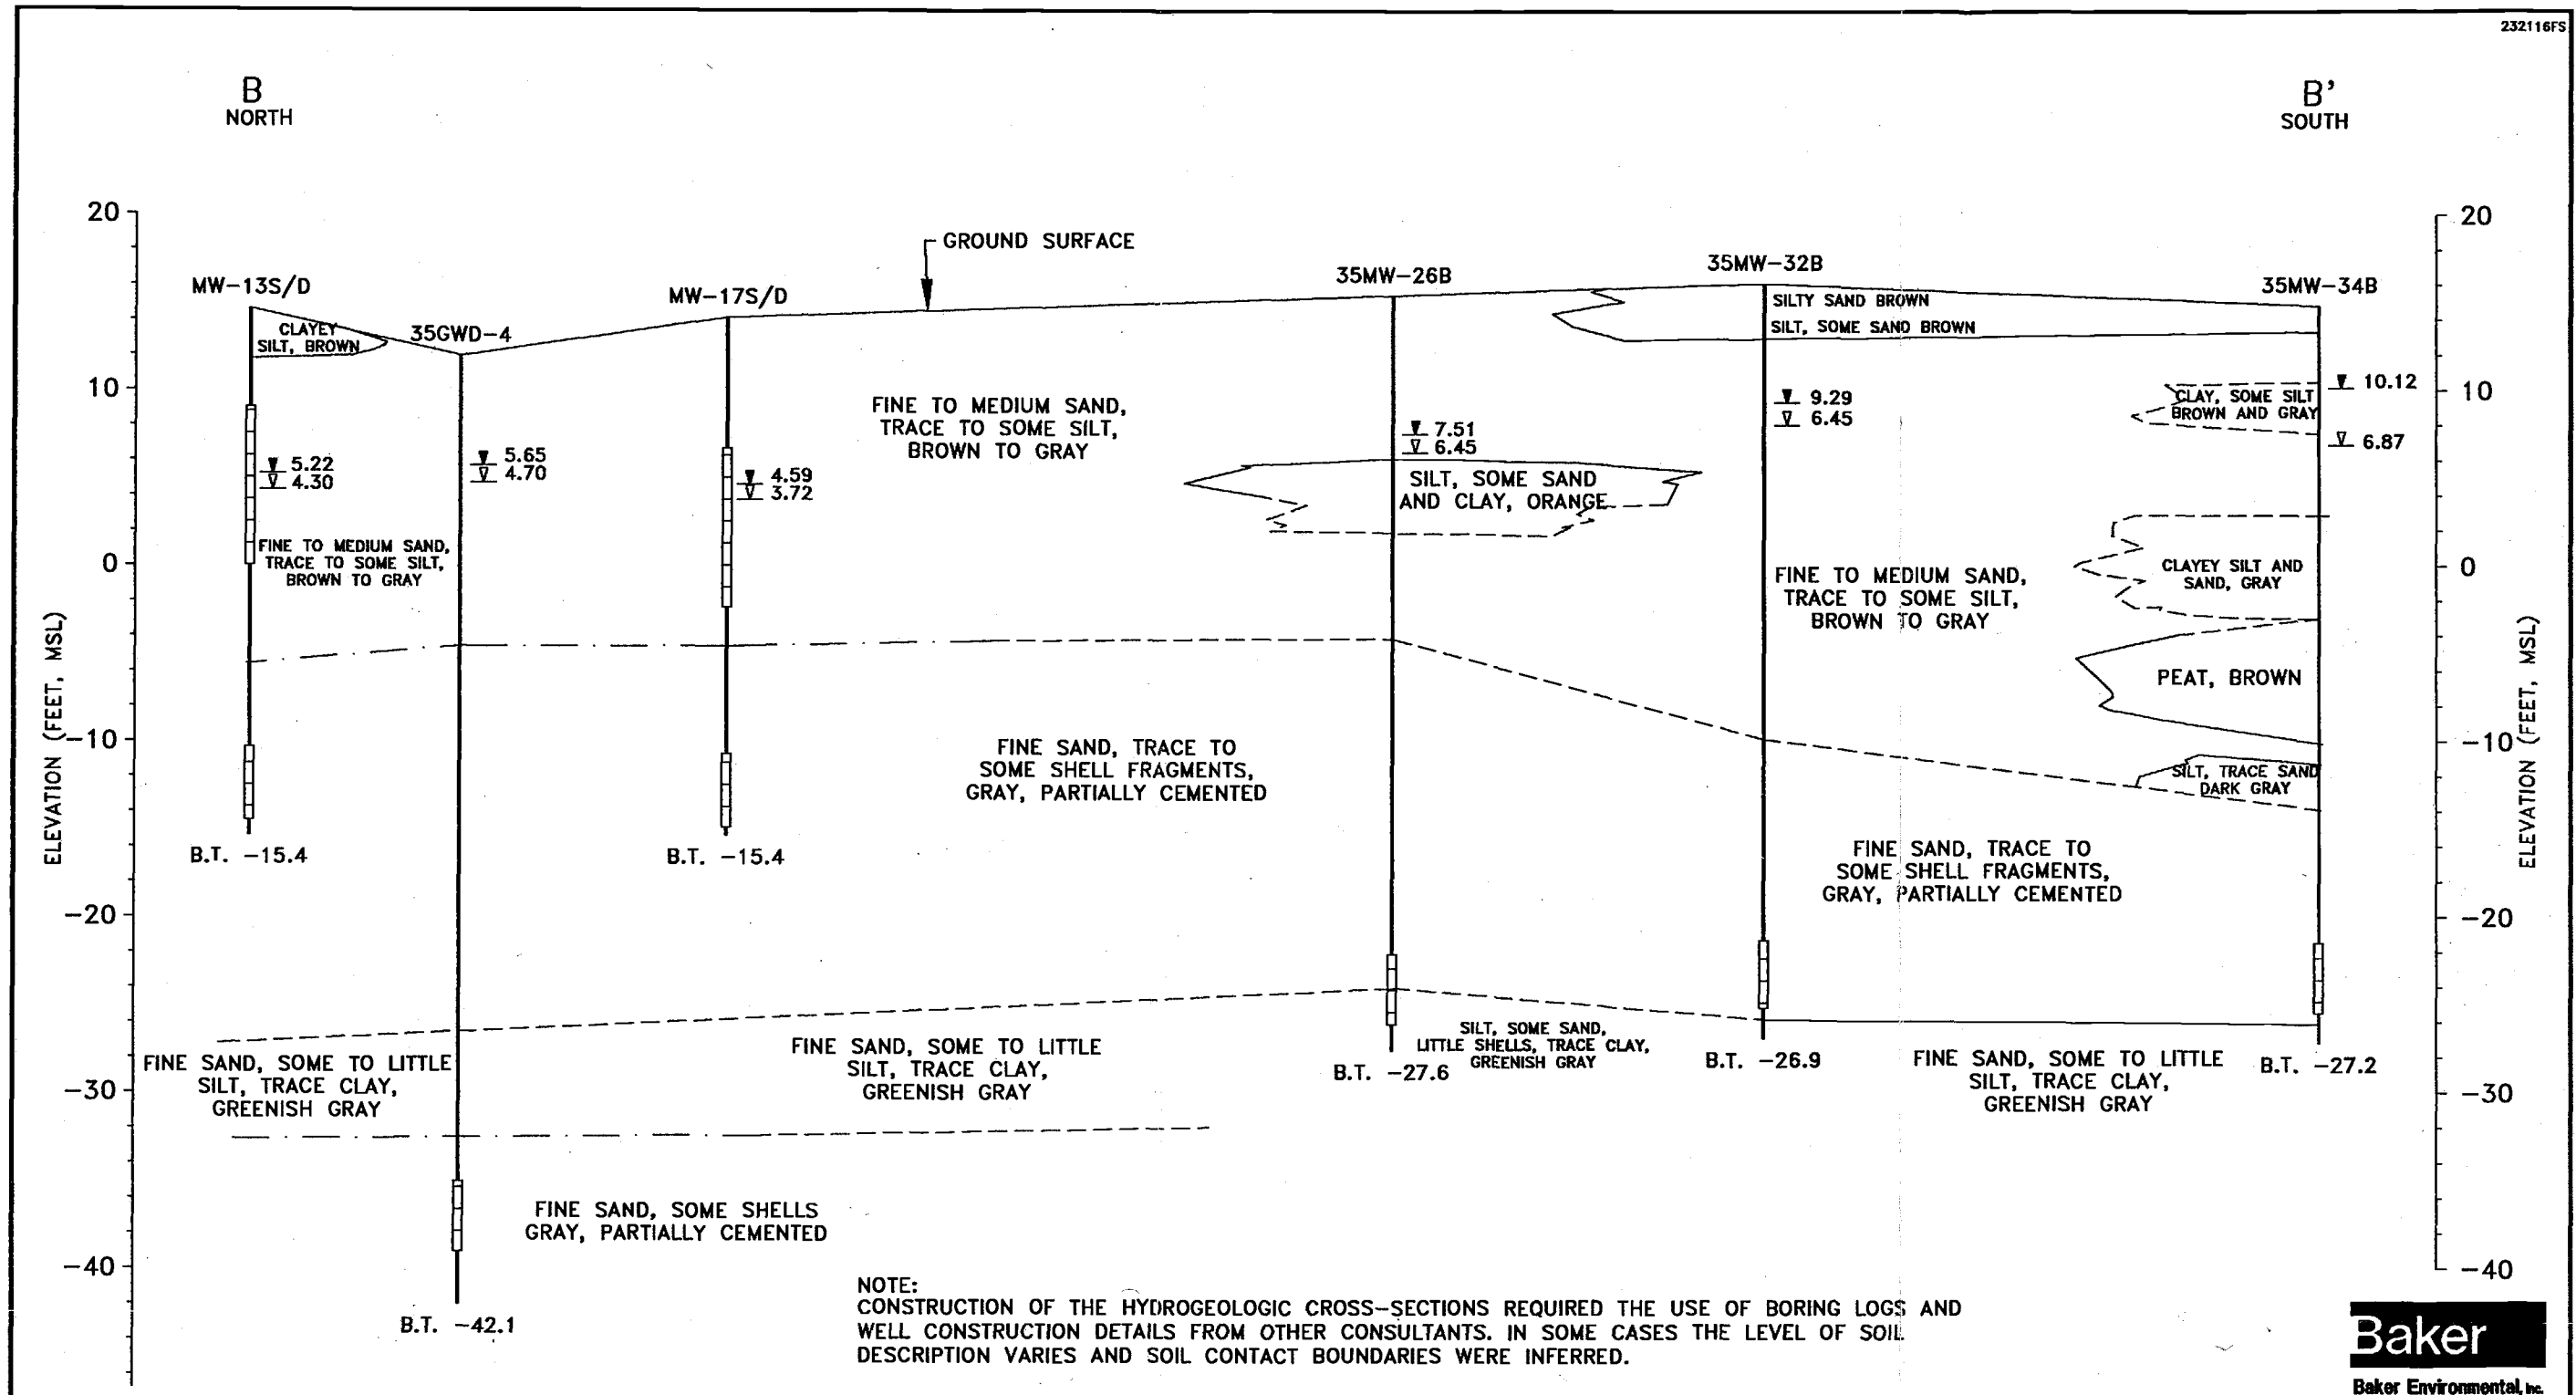 232116FS
B
NORTH
B'
SOUTH
20
10
0
-10
-20
-30
-40
ELEVATION (FEET, MSL)
GROUND SURFACE
MW-13S/D
35GWD-4
MW-17S/D
35MW-26B
35MW-32B
35MW-34B
CLAYEY
SILT, BROWN
SILTY SAND BROWN
SILT, SOME SAND BROWN
5.22
4.30
5.65
4.70
4.59
3.72
7.51
6.45
9.29
6.45
10.12
6.87
FINE TO MEDIUM SAND,
TRACE TO SOME SILT,
BROWN TO GRAY
FINE TO MEDIUM SAND,
TRACE TO SOME SILT,
BROWN TO GRAY
SILT, SOME SAND
AND CLAY, ORANGE
CLAY, SOME SILT
BROWN AND GRAY
FINE TO MEDIUM SAND,
TRACE TO SOME SILT,
BROWN TO GRAY
CLAYEY SILT AND
SAND, GRAY
PEAT, BROWN
SILT, TRACE SAND
DARK GRAY
FINE SAND, TRACE TO
SOME SHELL FRAGMENTS,
GRAY, PARTIALLY CEMENTED
FINE SAND, TRACE TO
SOME SHELL FRAGMENTS,
GRAY, PARTIALLY CEMENTED
B.T. -15.4
B.T. -15.4
FINE SAND, SOME TO LITTLE
SILT, TRACE CLAY,
GREENISH GRAY
FINE SAND, SOME TO LITTLE
SILT, TRACE CLAY,
GREENISH GRAY
B.T. -27.6
SILT, SOME SAND,
LITTLE SHELLS, TRACE CLAY,
GREENISH GRAY
B.T. -26.9
FINE SAND, SOME TO LITTLE
SILT, TRACE CLAY,
GREENISH GRAY
B.T. -27.2
FINE SAND, SOME SHELLS
GRAY, PARTIALLY CEMENTED
B.T. -42.1
20
10
0
-10
-20
-30
-40
ELEVATION (FEET, MSL)
NOTE:
CONSTRUCTION OF THE HYDROGEOLOGIC CROSS-SECTIONS REQUIRED THE USE OF BORING LOGS AND
WELL CONSTRUCTION DETAILS FROM OTHER CONSULTANTS. IN SOME CASES THE LEVEL OF SOIL
DESCRIPTION VARIES AND SOIL CONTACT BOUNDARIES WERE INFERRED.
Baker
Baker Environmental, Inc.